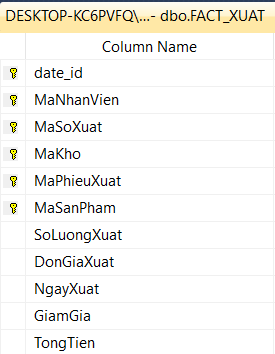 DESKTOP-KC6PVFQ\...- dbo.FACT_XUAT
Column Name
date_id
MaNhanVien
MaSoXuat
MaKho
MaPhieuXuat
MaSanPham
SoLuongXuat
DonGiaXuat
NgayXuat
GiamGia
TongTien